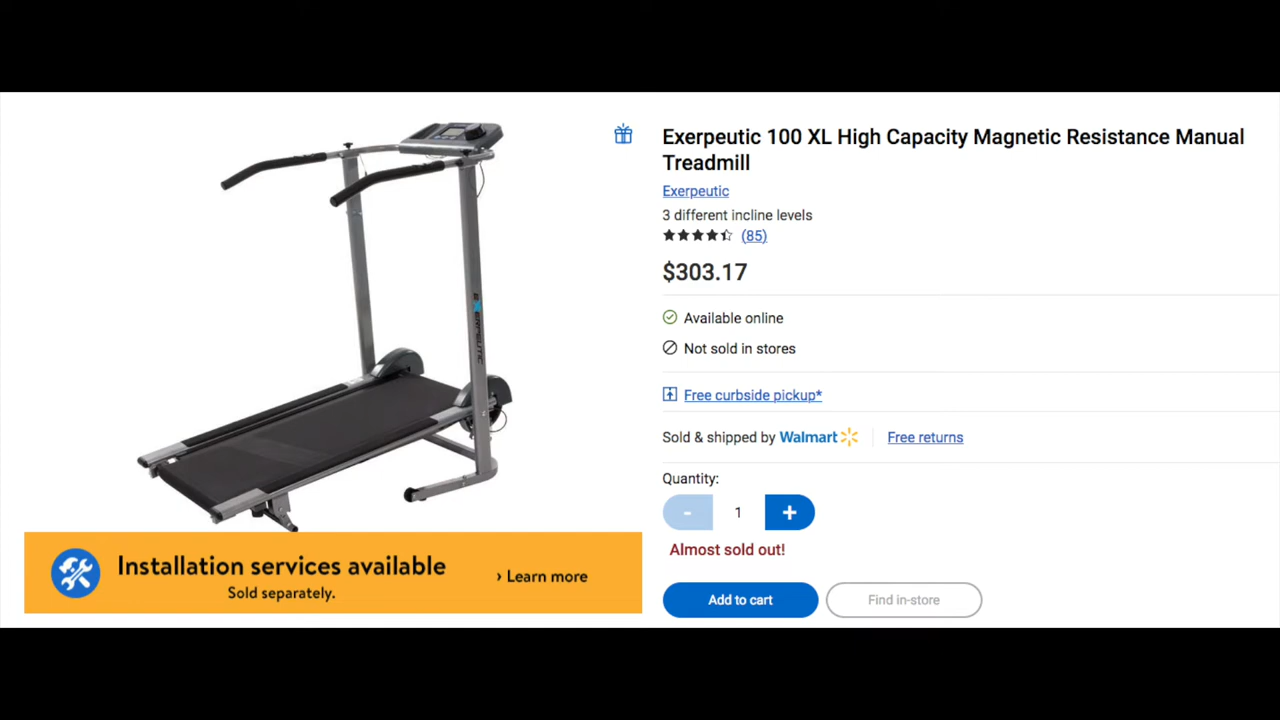 Exerpeutic 100 XL High Capacity Magnetic Resistance Manual
Treadmill
Exerpeutic
3 different incline levels
(85)
$303.17
Available online
Not sold in stores
Free curbside pickup*
Sold & shipped by Walmart
Free returns
Quantity:
- 1 +
Almost sold out!
Add to cart
Find in-store
EXERPEUTIC
Installation services available
Sold separately.
› Learn more